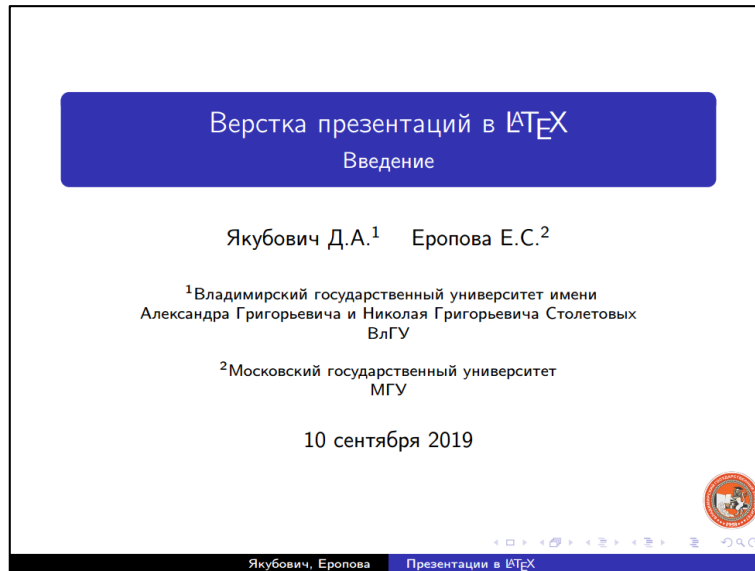 Верстка презентаций в LATEX
Введение
Якубович Д.А.1 Еропова Е.С.2
1Владимирский государственный университет имени
Александра Григорьевича и Николая Григорьевича Столетовых
ВлГУ
2Московский государственный университет
МГУ
10 сентября 2019
Якубович, Еропова Презентации в LATEX